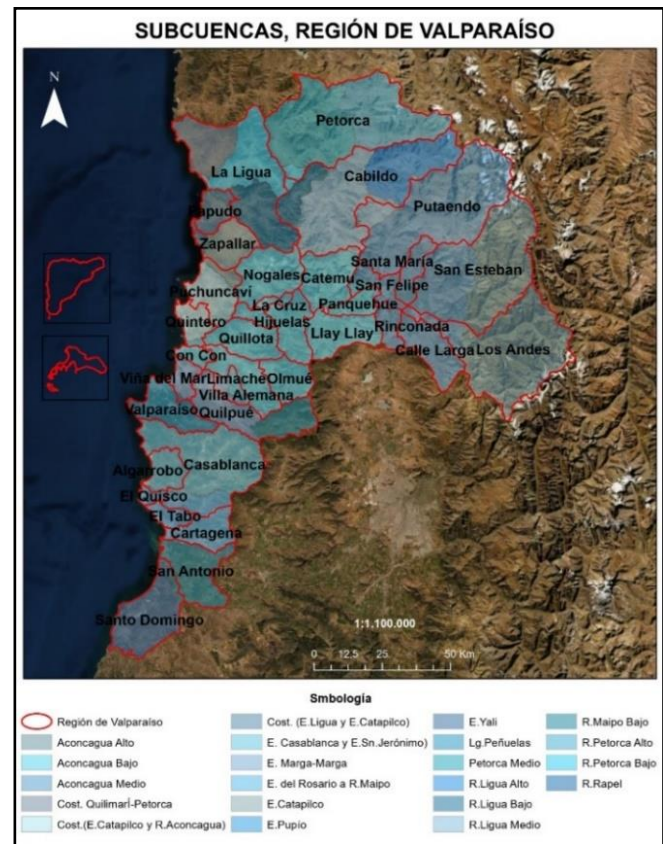 SUBCUENCAS, REGIÓN DE VALPARAÍSO
N
Petorca
La Ligua
Cabildo
Papudo
Putaendo
Zapallar
Nogales
Catemu
Santa María
San Esteban
Puchuncaví
San Felipe
La Cruz
Panquehue
Quintero
Hijuelas
Rinconada
Quillota
Llay Llay
Con Con
Calle Larga
Los Andes
Viña del Mar
Limache
Olmué
Villa Alemana
Valparaíso
Quilpué
Casablanca
Algarrobo
El Quisco
El Tabo
Cartagena
San Antonio
Santo Domingo
1:1.100.000
0 12,5 25 50 Km
Smbología
Región de Valparaíso
Aconcagua Alto
Aconcagua Bajo
Aconcagua Medio
Cost. Quilimarí-Petorca
Cost.(E.Catapilco y R.Aconcagua)
Cost. (E.Ligua y E.Catapilco)
E. Casablanca y E.Sn.Jerónimo)
E. Marga-Marga
E. del Rosario a R.Maipo
E.Catapilco
E.Pupío
E.Yali
Lg.Peñuelas
Petorca Medio
R.Ligua Alto
R.Ligua Bajo
R.Ligua Medio
R.Maipo Bajo
R.Petorca Alto
R.Petorca Bajo
R.Rapel